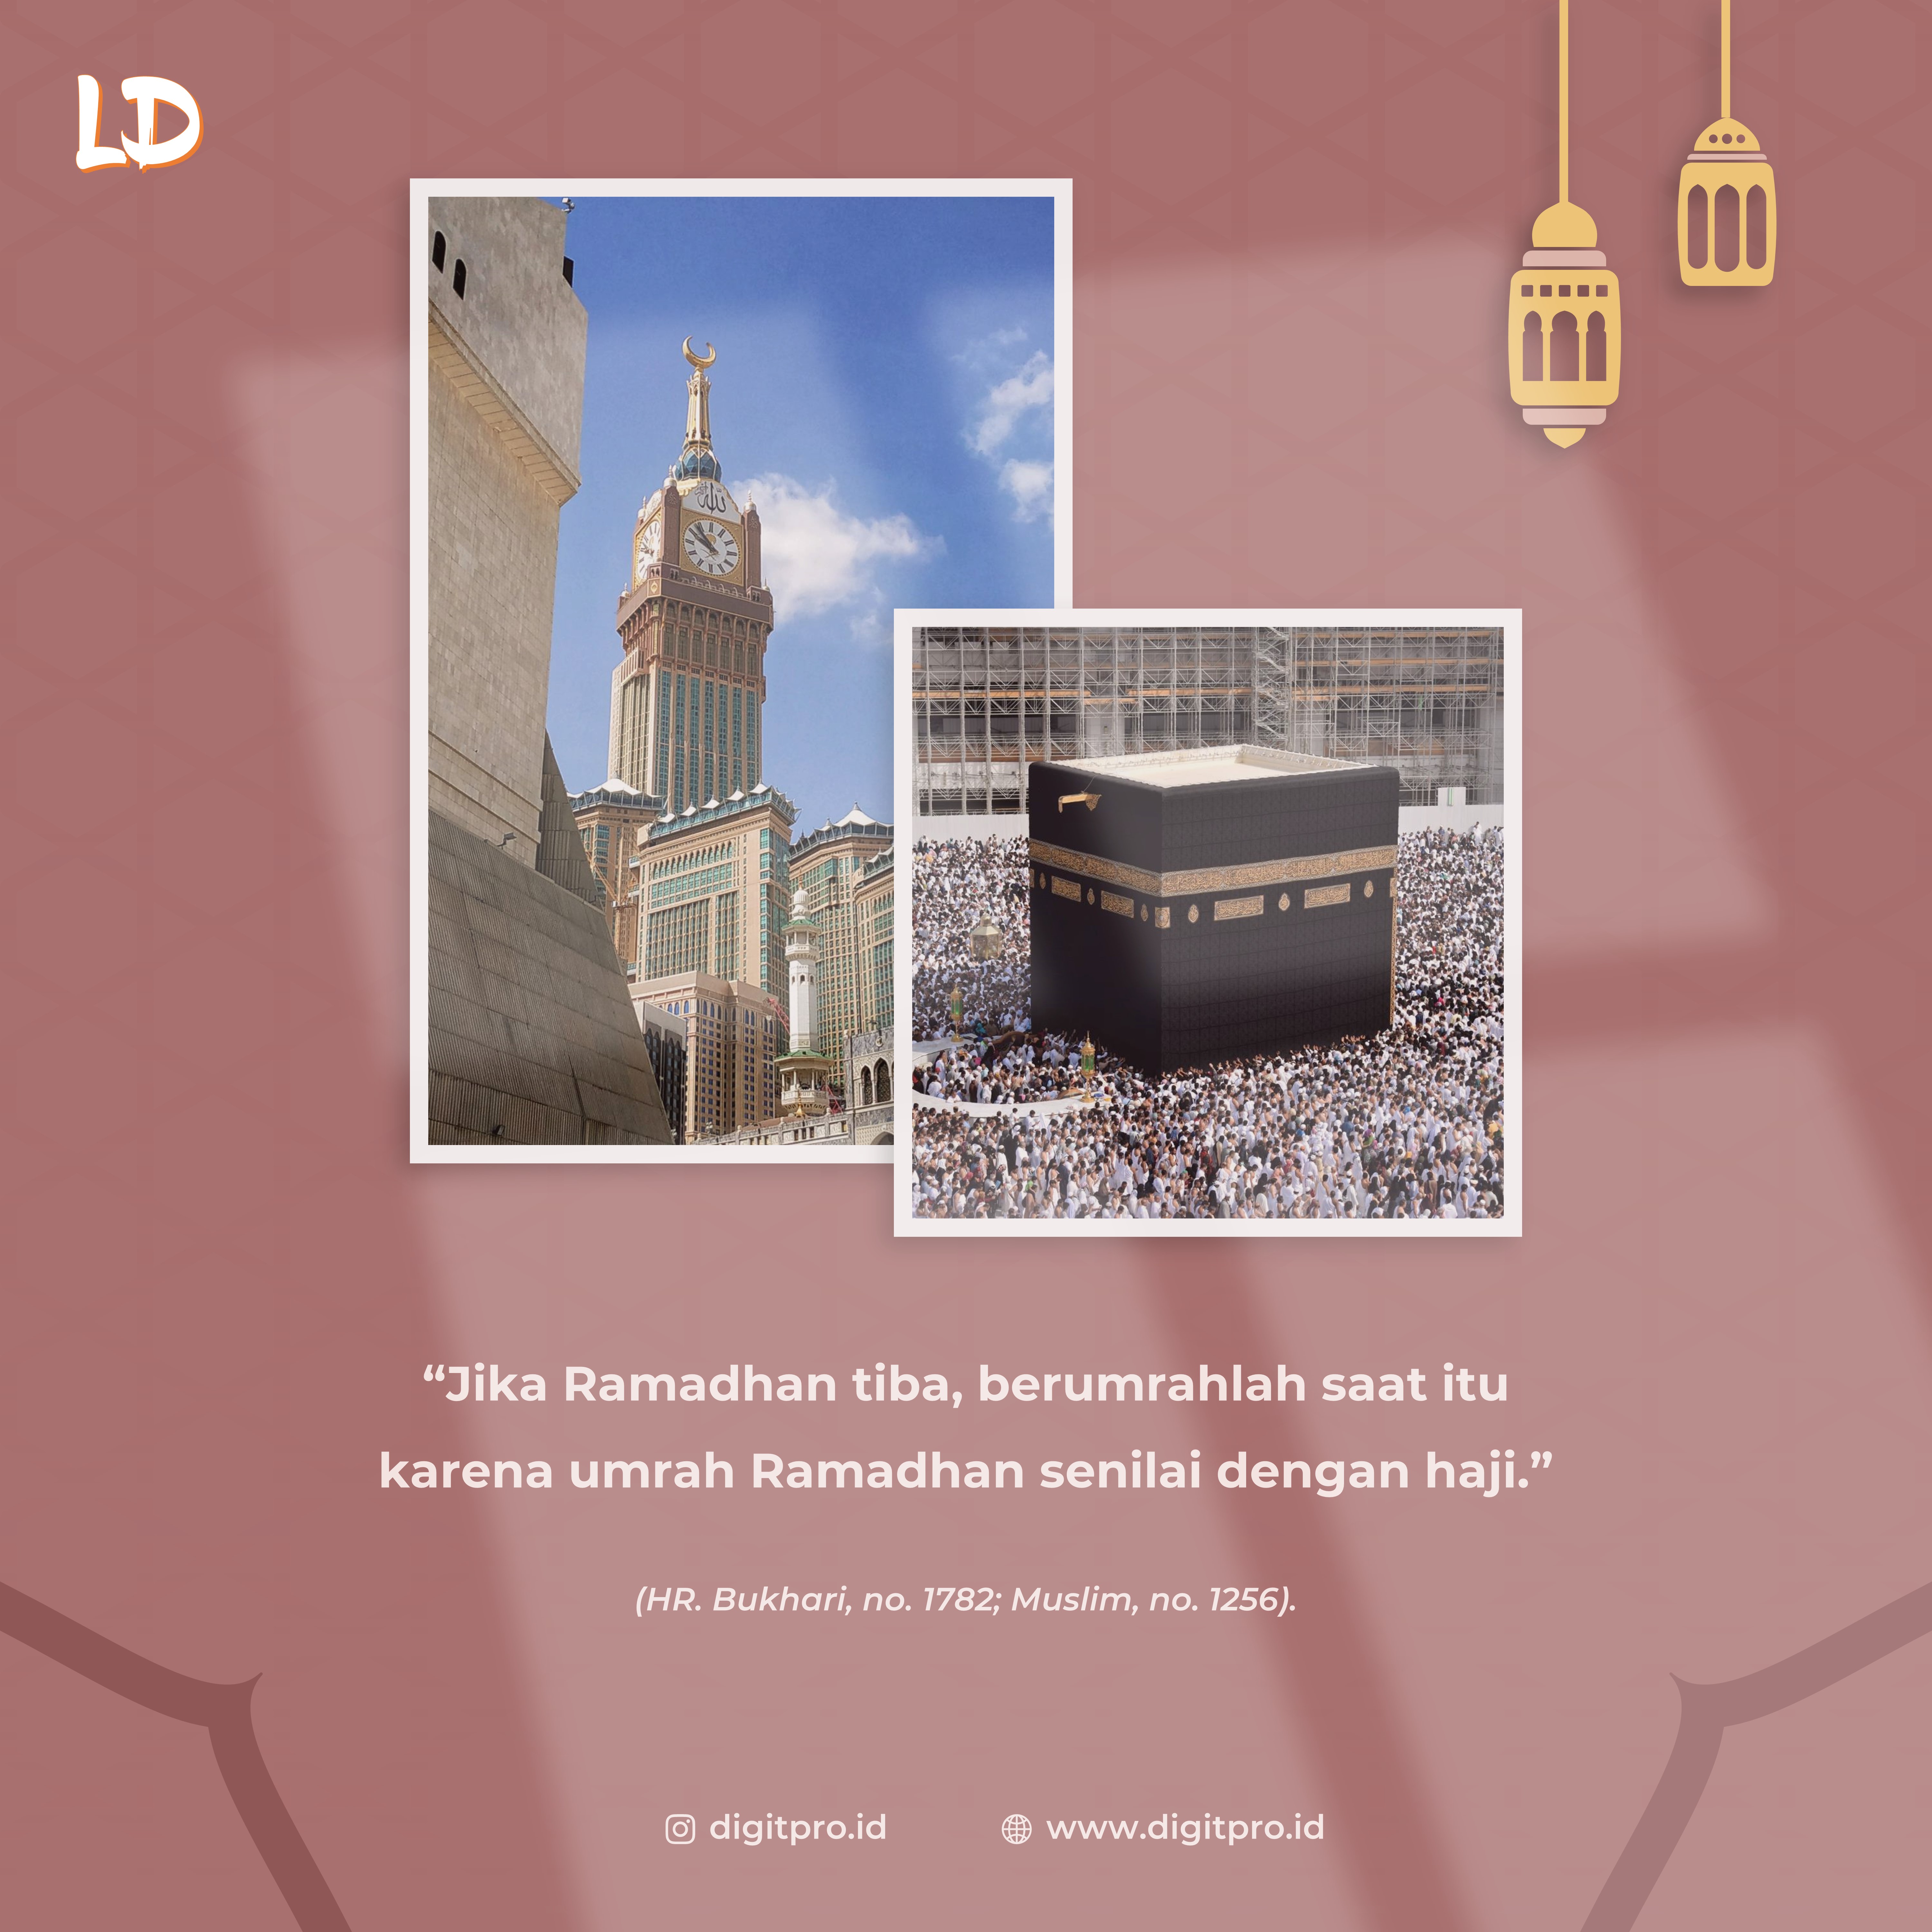 LD
الله
“Jika Ramadhan tiba, berumrahlah saat itu
karena umrah Ramadhan senilai dengan haji.”
(HR. Bukhari, no. 1782; Muslim, no. 1256).
digitpro.id
www.digitpro.id